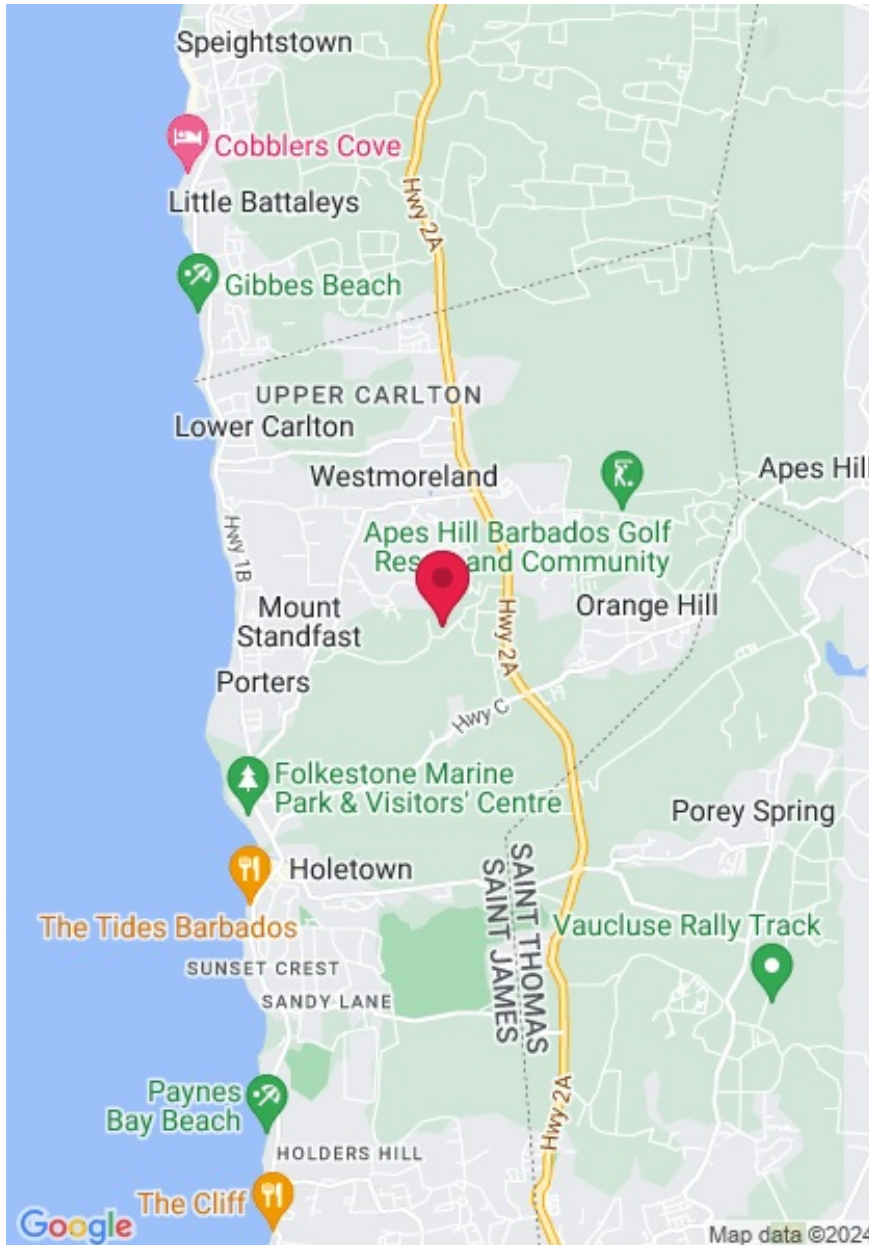 Speightstown
Cobblers Cove
Hwy 2A
Little Battaleys
Gibbes Beach
UPPER CARLTON
Lower Carlton
Westmoreland
Apes Hill
Apes Hill Barbados Golf
Hwy 1B
and Community
Mount
Standfast
Hwy 2A
Orange Hill
Porters
Hwy C
Folkestone Marine
Park & Visitors' Centre
Porey Spring
Holetown
SAINT THOMAS
SAINT JAMES
The Tides Barbados
Vaucluse Rally Track
SUNSET CREST
SANDY LANE
Paynes
Bay Beach
Hwy 2A
HOLDERS HILL
The Cliff
Google
Map data ©2024